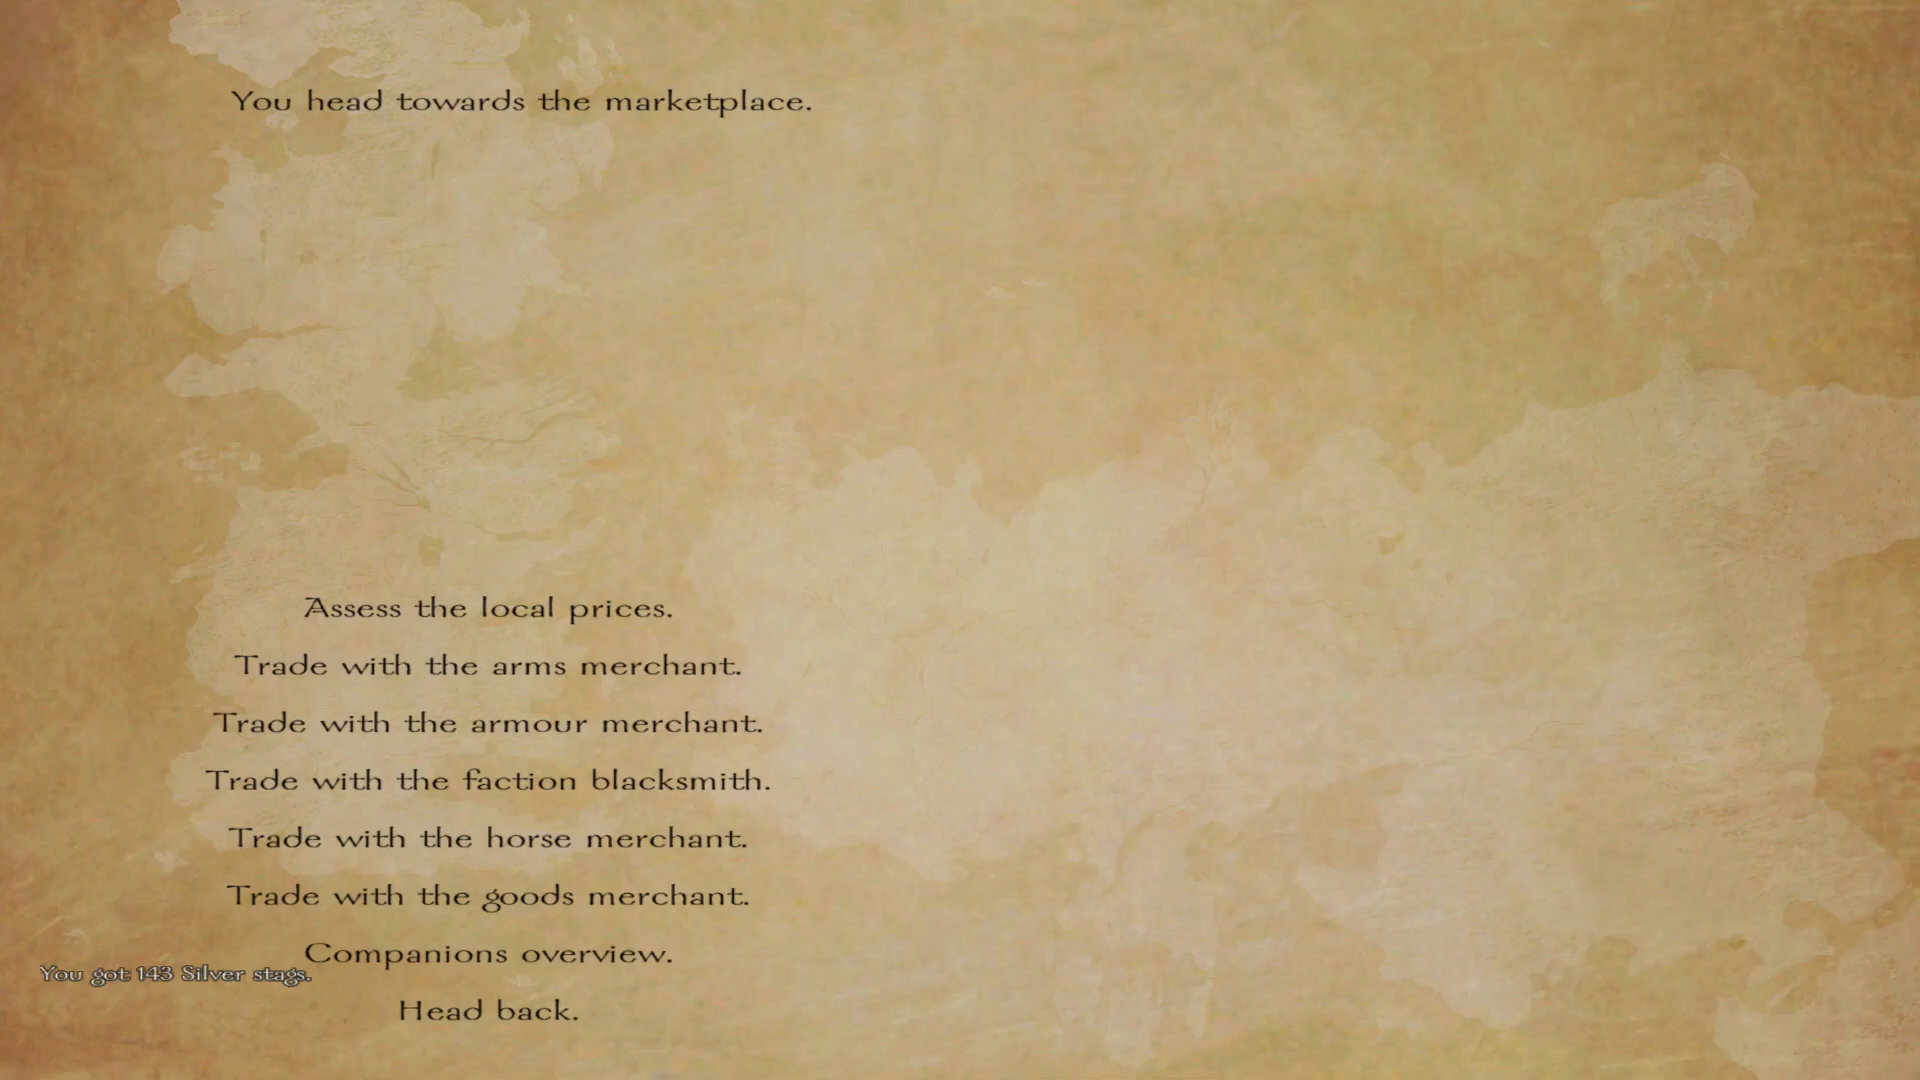 You head towards the marketplace.
Assess the local prices.
Trade with the arms merchant.
Trade with the armour merchant.
Trade with the faction blacksmith.
Trade with the horse merchant.
Trade with the goods merchant.
Companions overview.
You got 143 Silver stags.
Head back.